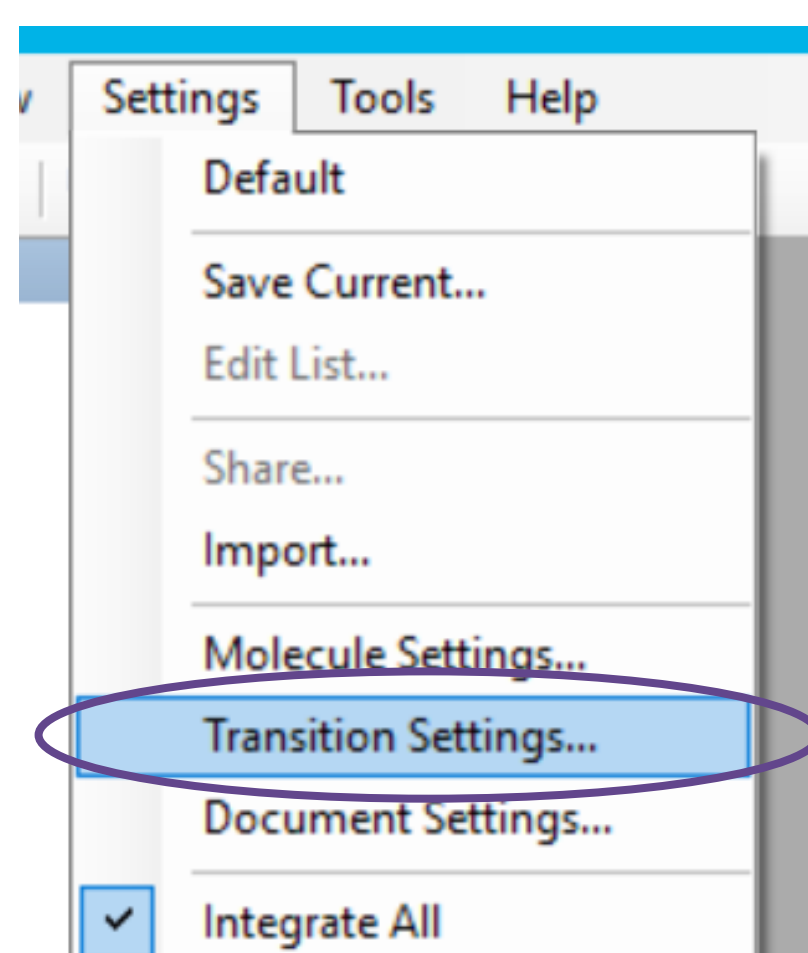 Settings Tools Help
Default
Save Current...
Edit List...
Share...
Import...
Molecule Settings...
Transition Settings...
Document Settings...
Integrate All